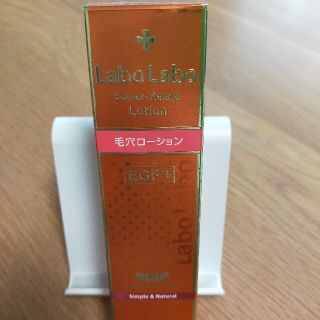 Labo Labo
Super-Keana
Lotion
毛穴ローション
EGF +
Labo Labo
Simple & Natural